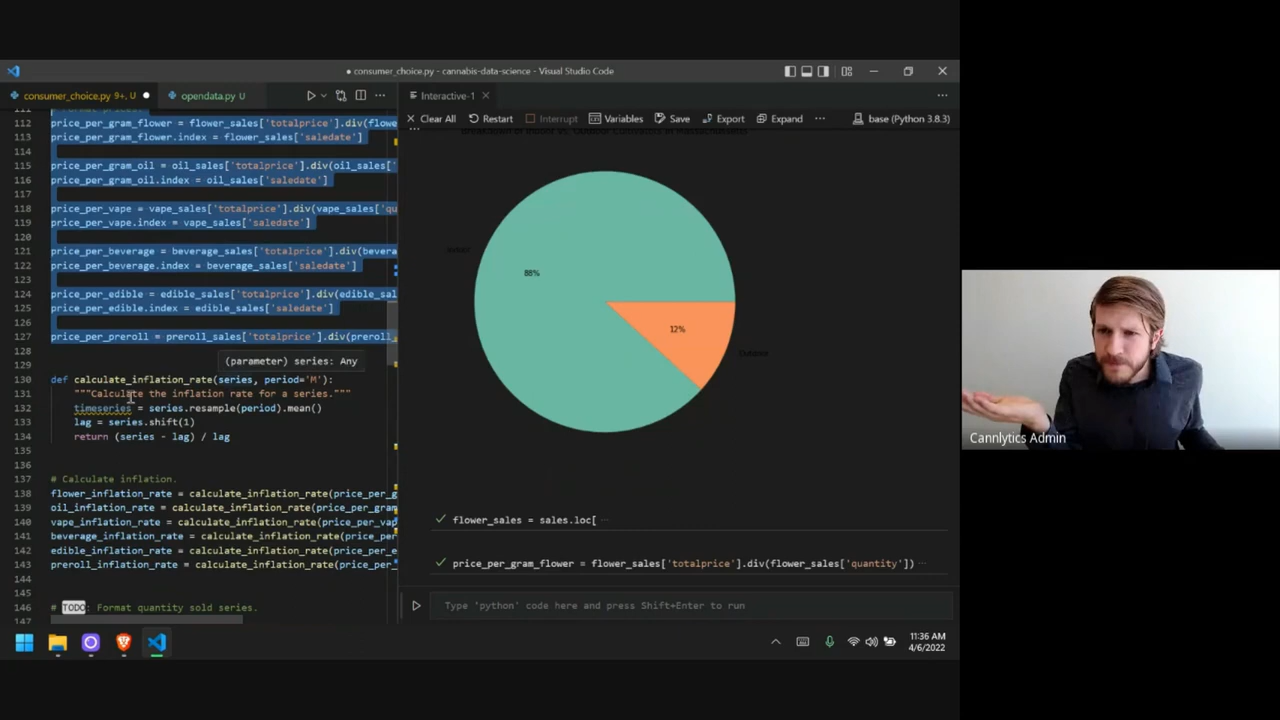 consumer_choice.py - cannabis-data-science - Visual Studio Code
consumer_choice.py 9+, U
opendata.py U
Interactive-1
Clear All Restart Interrupt Variables Save Export Expand base (Python 3.8.3)
111
112 price_per_gram_flower = flower_sales['totalprice'].div(flowe
113 price_per_gram_flower.index = flower_sales['saledate']
114
115 price_per_gram_oil = oil_sales['totalprice'].div(oil_sales['
116 price_per_gram_oil.index = oil_sales['saledate']
117
118 price_per_vape = vape_sales['totalprice'].div(vape_sales['qu
119 price_per_vape.index = vape_sales['saledate']
120
121 price_per_beverage = beverage_sales['totalprice'].div(bevera
122 price_per_beverage.index = beverage_sales['saledate']
123
124 price_per_edible = edible_sales['totalprice'].div(edible_sal
125 price_per_edible.index = edible_sales['saledate']
126
127 price_per_preroll = preroll_sales['totalprice'].div(preroll_
128
(parameter) series: Any
129
130 def calculate_inflation_rate(series, period='M'):
131 """Calculate the inflation rate for a series."""
132 timeseries = series.resample(period).mean()
133 lag = series.shift(1)
134 return (series - lag) / lag
135
136
137 # Calculate inflation.
138 flower_inflation_rate = calculate_inflation_rate(price_per_g
139 oil_inflation_rate = calculate_inflation_rate(price_per_gram
140 vape_inflation_rate = calculate_inflation_rate(price_per_vap
141 beverage_inflation_rate = calculate_inflation_rate(price_per
142 edible_inflation_rate = calculate_inflation_rate(price_per_e
143 preroll_inflation_rate = calculate_inflation_rate(price_per_
144
145
146 # TODO: Format quantity sold series.
147
88%
12%
Outdoor
flower_sales = sales.loc[ ···
price_per_gram_flower = flower_sales['totalprice'].div(flower_sales['quantity']) ···
Type 'python' code here and press Shift+Enter to run
Cannlytics Admin
11:36 AM
4/6/2022